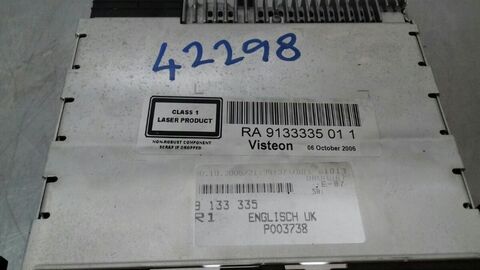 42298
CLASS 1
LASER PRODUCT
NON-ROBUST COMPONENT
SCRAP IF DROPPED
RA 9133335 01 1
Visteon 06 October 2006
9 133 335
R1 ENGLISCH UK
P003738